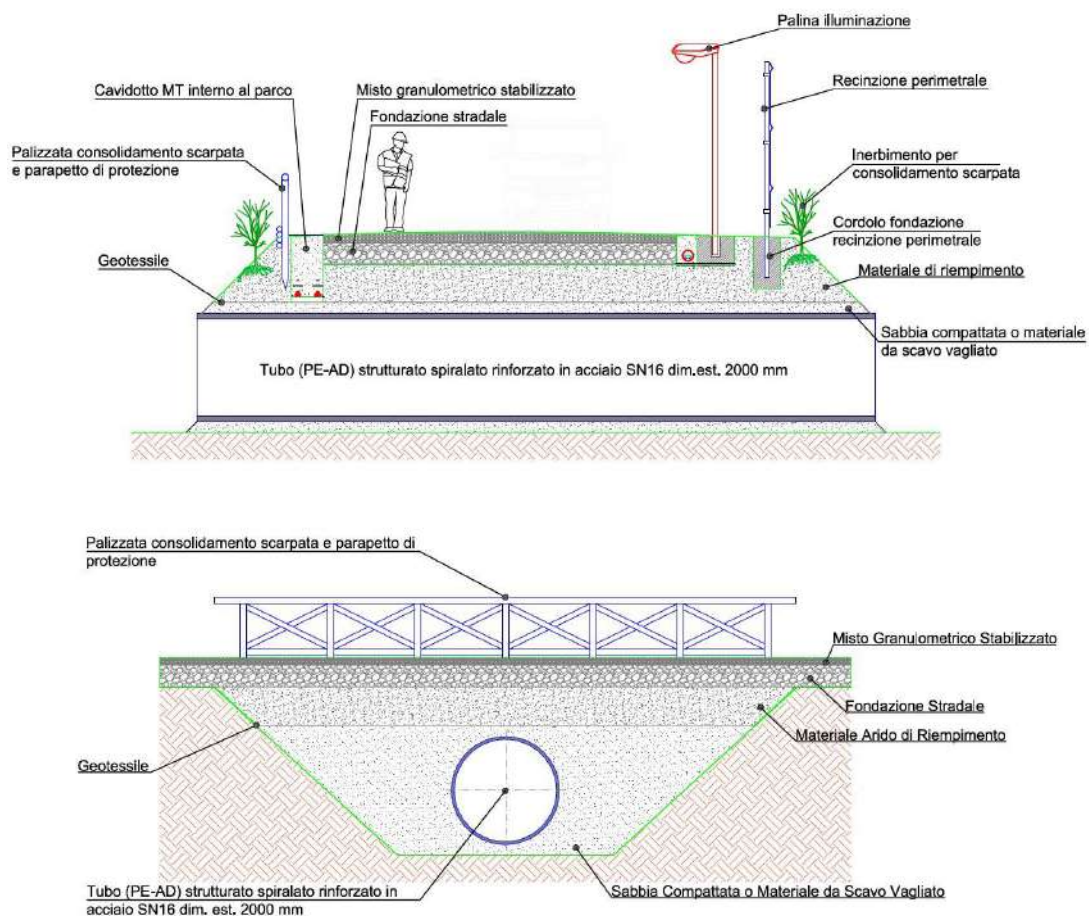 Palina illuminazione
Cavidotto MT interno al parco
Misto granulometrico stabilizzato
Recinzione perimetrale
Fondazione stradale
Palizzata consolidamento scarpata
e parapetto di protezione
Inerbimento per
consolidamento scarpata
Cordolo fondazione
recinzione perimetrale
Geotessile
Materiale di riempimento
Sabbia compattata o materiale
da scavo vagliato
Tubo (PE-AD) strutturato spiralato rinforzato in acciaio SN16 dim.est. 2000 mm
Palizzata consolidamento scarpata e parapetto di
protezione
Misto Granulometrico Stabilizzato
Fondazione Stradale
Materiale Arido di Riempimento
Geotessile
Tubo (PE-AD) strutturato spiralato rinforzato in
acciaio SN16 dim. est. 2000 mm
Sabbia Compattata o Materiale da Scavo Vagliato